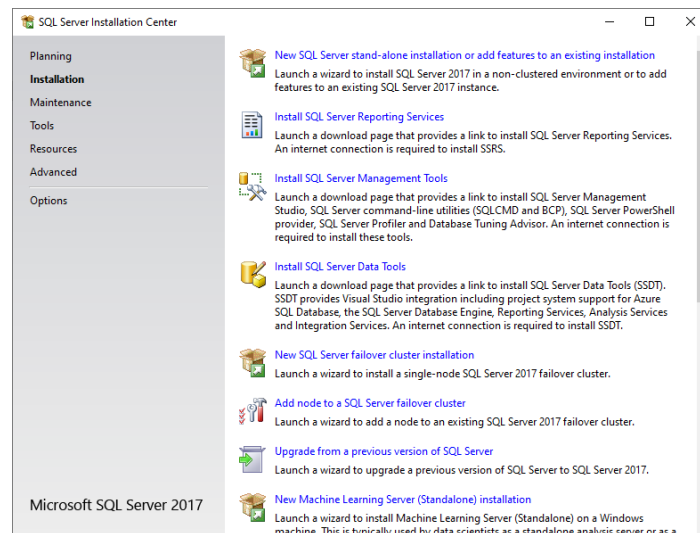 SQL Server Installation Center
Planning
Installation
Maintenance
Tools
Resources
Advanced
Options
Microsoft SQL Server 2017
New SQL Server stand-alone installation or add features to an existing installation
Launch a wizard to install SQL Server 2017 in a non-clustered environment or to add
features to an existing SQL Server 2017 instance.
Install SQL Server Reporting Services
Launch a download page that provides a link to install SQL Server Reporting Services.
An internet connection is required to install SSRS.
Install SQL Server Management Tools
Launch a download page that provides a link to install SQL Server Management
Studio, SQL Server command-line utilities (SQLCMD and BCP), SQL Server PowerShell
provider, SQL Server Profiler and Database Tuning Advisor. An internet connection is
required to install these tools.
Install SQL Server Data Tools
Launch a download page that provides a link to install SQL Server Data Tools (SSDT).
SSDT provides Visual Studio integration including project system support for Azure
SQL Database, the SQL Server Database Engine, Reporting Services, Analysis Services
and Integration Services. An internet connection is required to install SSDT.
New SQL Server failover cluster installation
Launch a wizard to install a single-node SQL Server 2017 failover cluster.
Add node to a SQL Server failover cluster
Launch a wizard to add a node to an existing SQL Server 2017 failover cluster.
Upgrade from a previous version of SQL Server
Launch a wizard to upgrade a previous version of SQL Server to SQL Server 2017.
New Machine Learning Server (Standalone) installation
Launch a wizard to install Machine Learning Server (Standalone) on a Windows
machine. This is typically used by data scientists as a standalone analysis server or as a